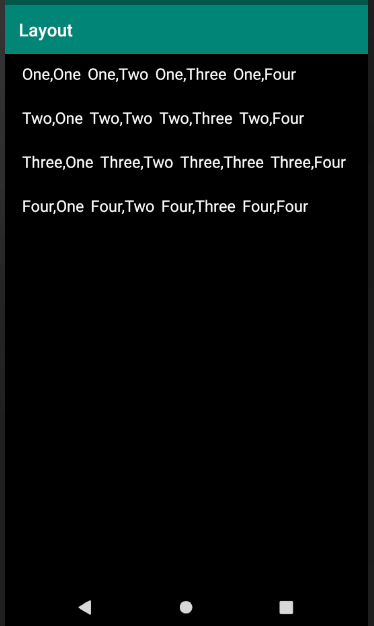 Layout
One,One One,Two One,Three One,Four
Two,One Two,Two Two,Three Two,Four
Three,One Three,Two Three,Three Three,Four
Four,One Four,Two Four,Three Four,Four